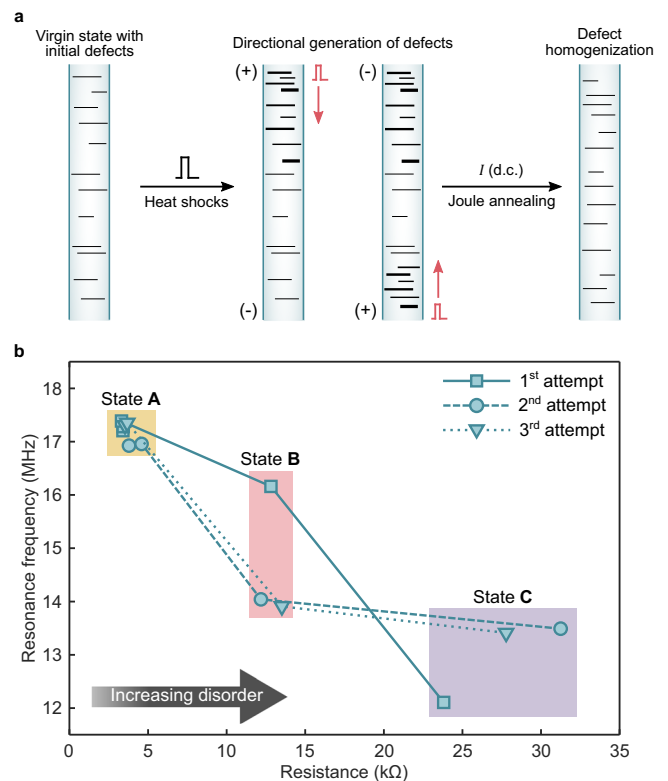 a
Virgin state with
initial defects
Directional generation of defects
Defect
homogenization
(+)
(-)
Heat shocks
I (d.c.)
Joule annealing
(-)
(+)
b
18
17
16
15
14
13
12
Resonance frequency (MHz)
State A
State B
State C
1st attempt
2nd attempt
3rd attempt
Increasing disorder
0 5 10 15 20 25 30 35
Resistance (kΩ)